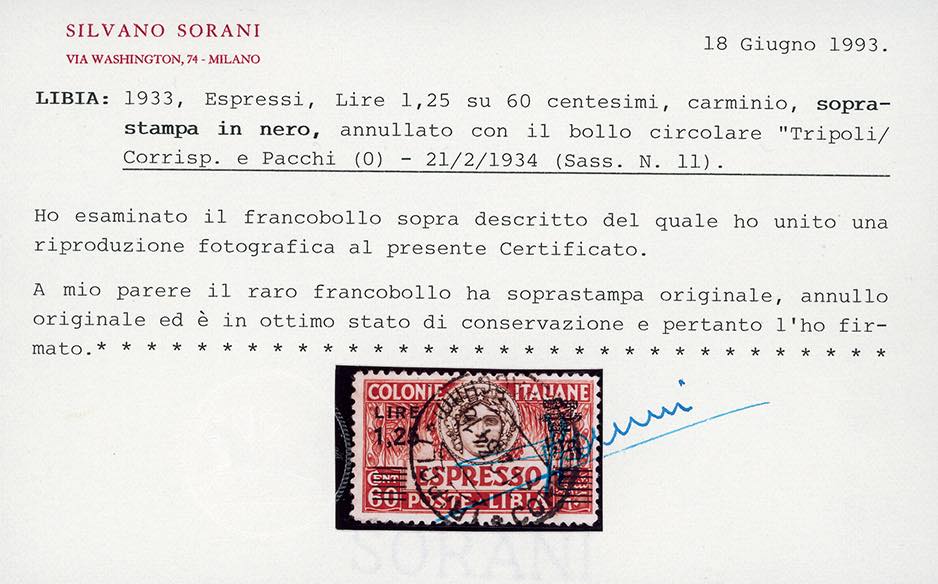 SILVANO SORANI
VIA WASHINGTON, 74 - MILANO
18 Giugno 1993.
LIBIA: 1933, Espressi, Lire 1,25 su 60 centesimi, carminio, sopra-
stampa in nero, annullato con il bollo circolare "Tripoli/
Corrisp. e Pacchi (0) - 21/2/1934 (Sass. N. 11).
Ho esaminato il francobollo sopra descritto del quale ho unito una
riproduzione fotografica al presente Certificato.
A mio parere il raro francobollo ha soprastampa originale, annullo
originale ed è in ottimo stato di conservazione e pertanto l'ho fir-
mato.* * * * * * * * * * * * * * * * * * * * * * * * * * * * * * * *
COLONIE ITALIANE
LIRE
1,25
ESPRESSO
CENT
60 POSTE LIBIA
SORANI